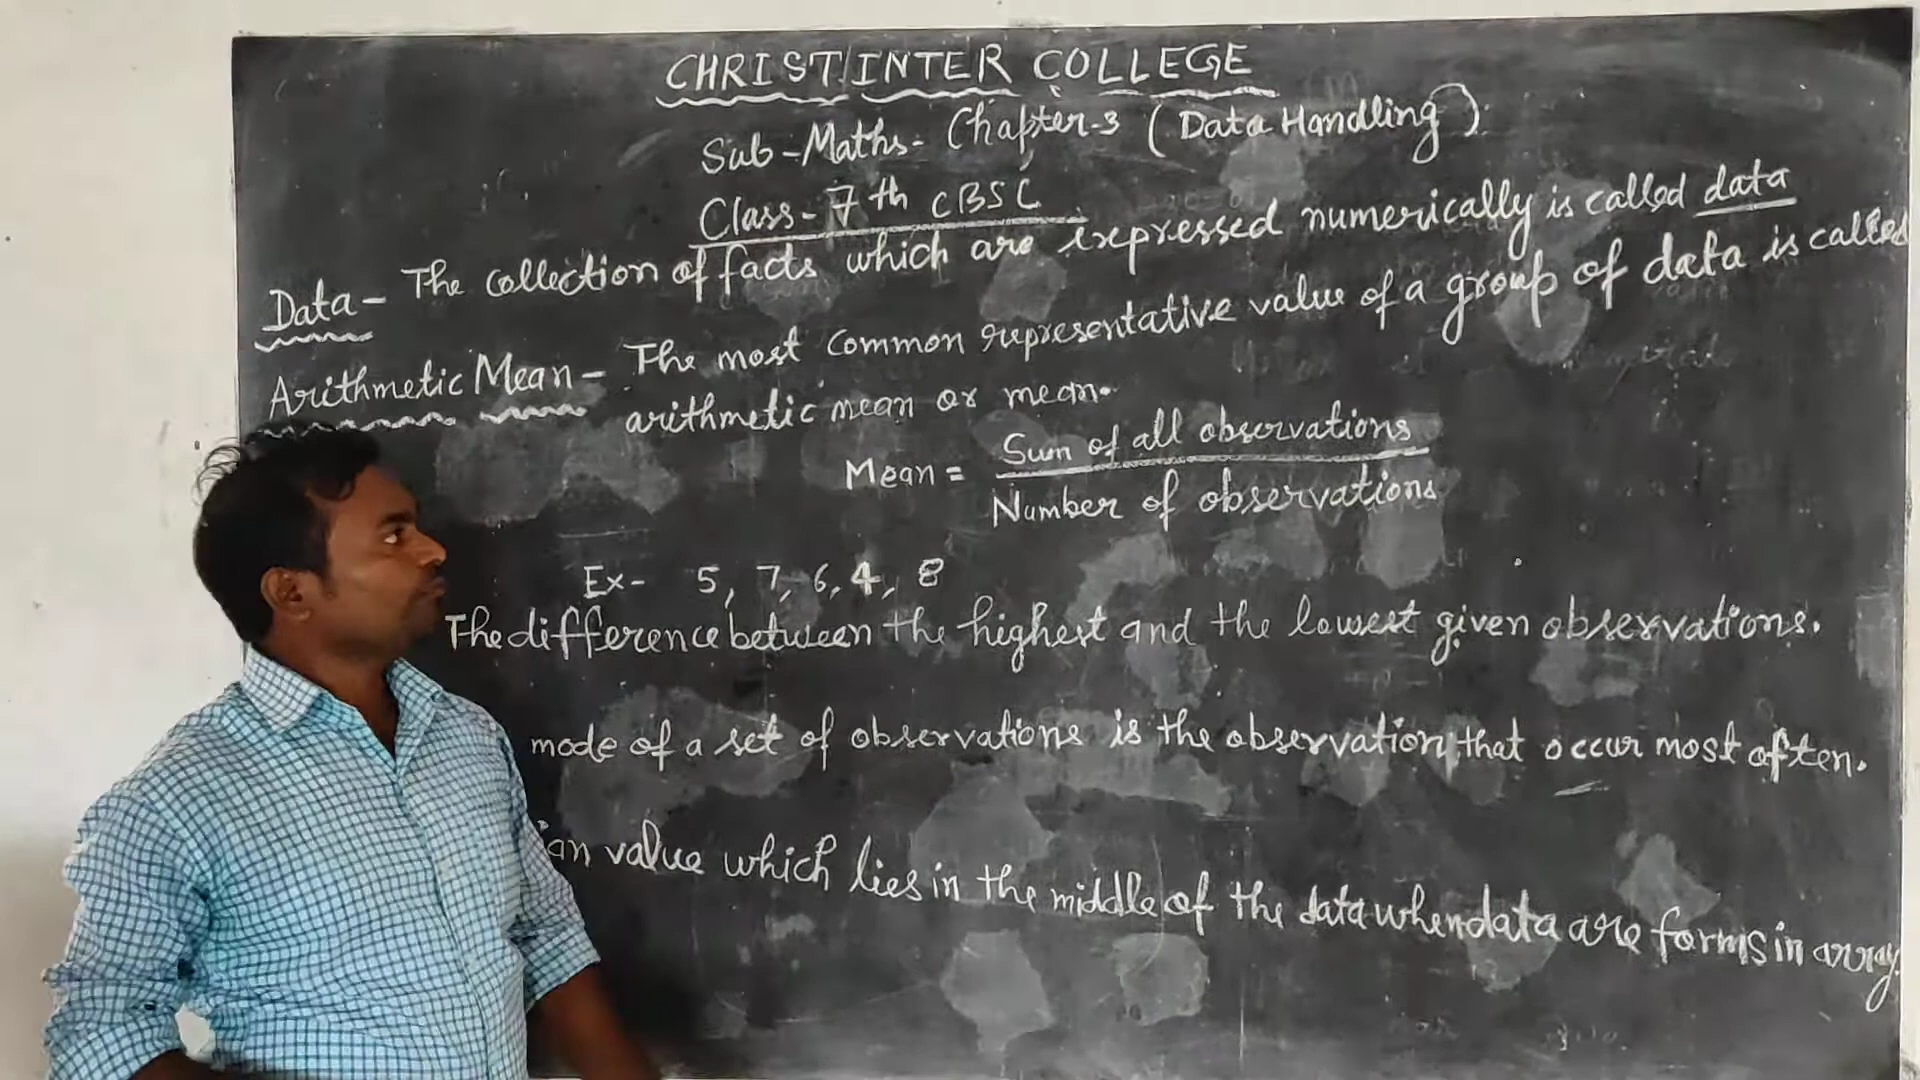 CHRIST INTER COLLEGE
Sub-Maths- Chapter-3 (Data Handling)
Class-7th CBSC
Data- The collection of facts which are expressed numerically is called data
Arithmetic Mean- The most common representative value of a group of data is called
arithmetic mean or mean.
Mean = Sum of all observations
Number of observations
Ex- 5, 7, 6, 4, 8
The difference between the highest and the lowest given observations.
mode of a set of observations is the observation that occur most often.
an value which lies in the middle of the data when data are forms in array.